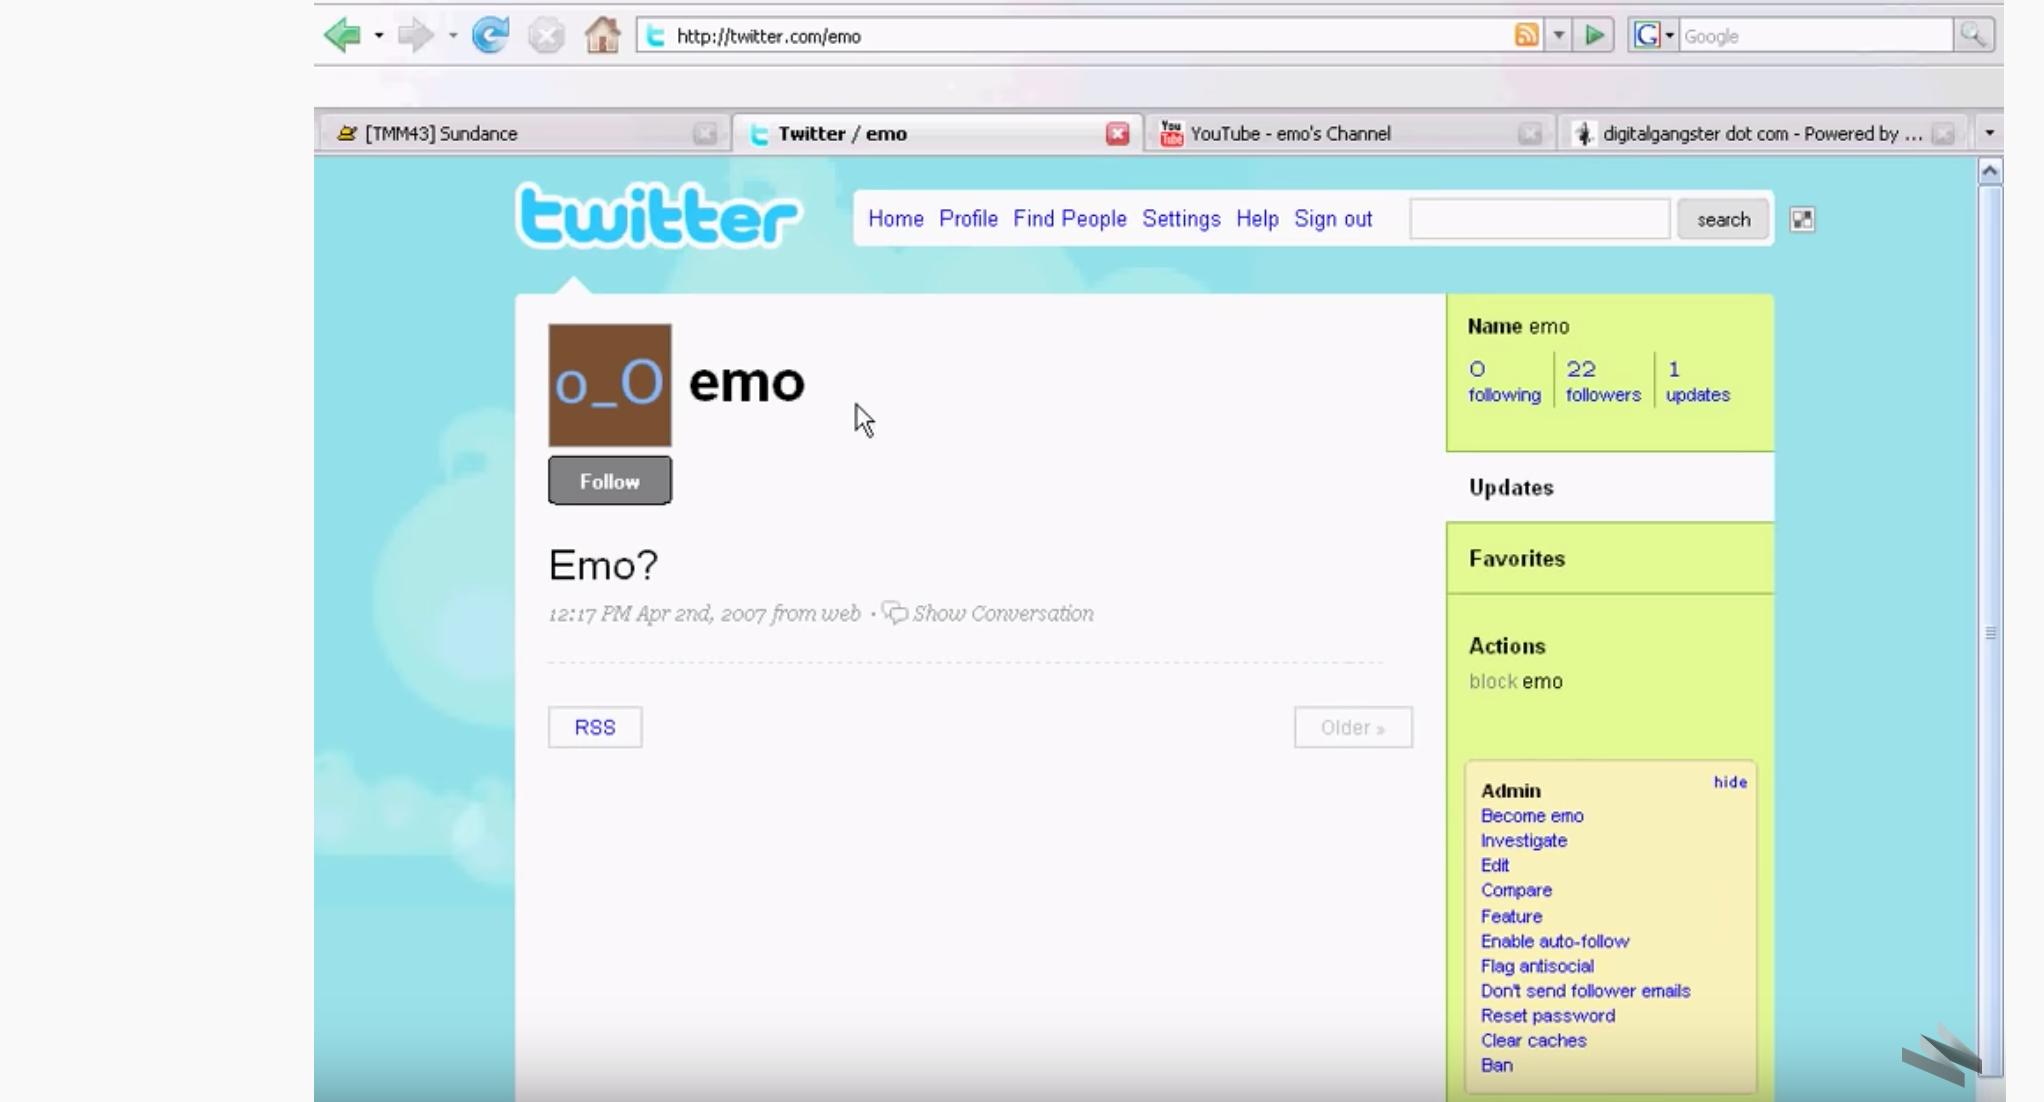 http://twitter.com/emo
Google
[TMM43] Sundance
Twitter / emo
YouTube - emo's Channel
digitalgangster dot com - Powered by ...
twitter
Home Profile Find People Settings Help Sign out
search
o_O
emo
Follow
Emo?
12:17 PM Apr 2nd, 2007 from web · Show Conversation
RSS
Older »
Name emo
0 22 1
following followers updates
Updates
Favorites
Actions
block emo
Admin hide
Become emo
Investigate
Edit
Compare
Feature
Enable auto-follow
Flag antisocial
Don't send follower emails
Reset password
Clear caches
Ban